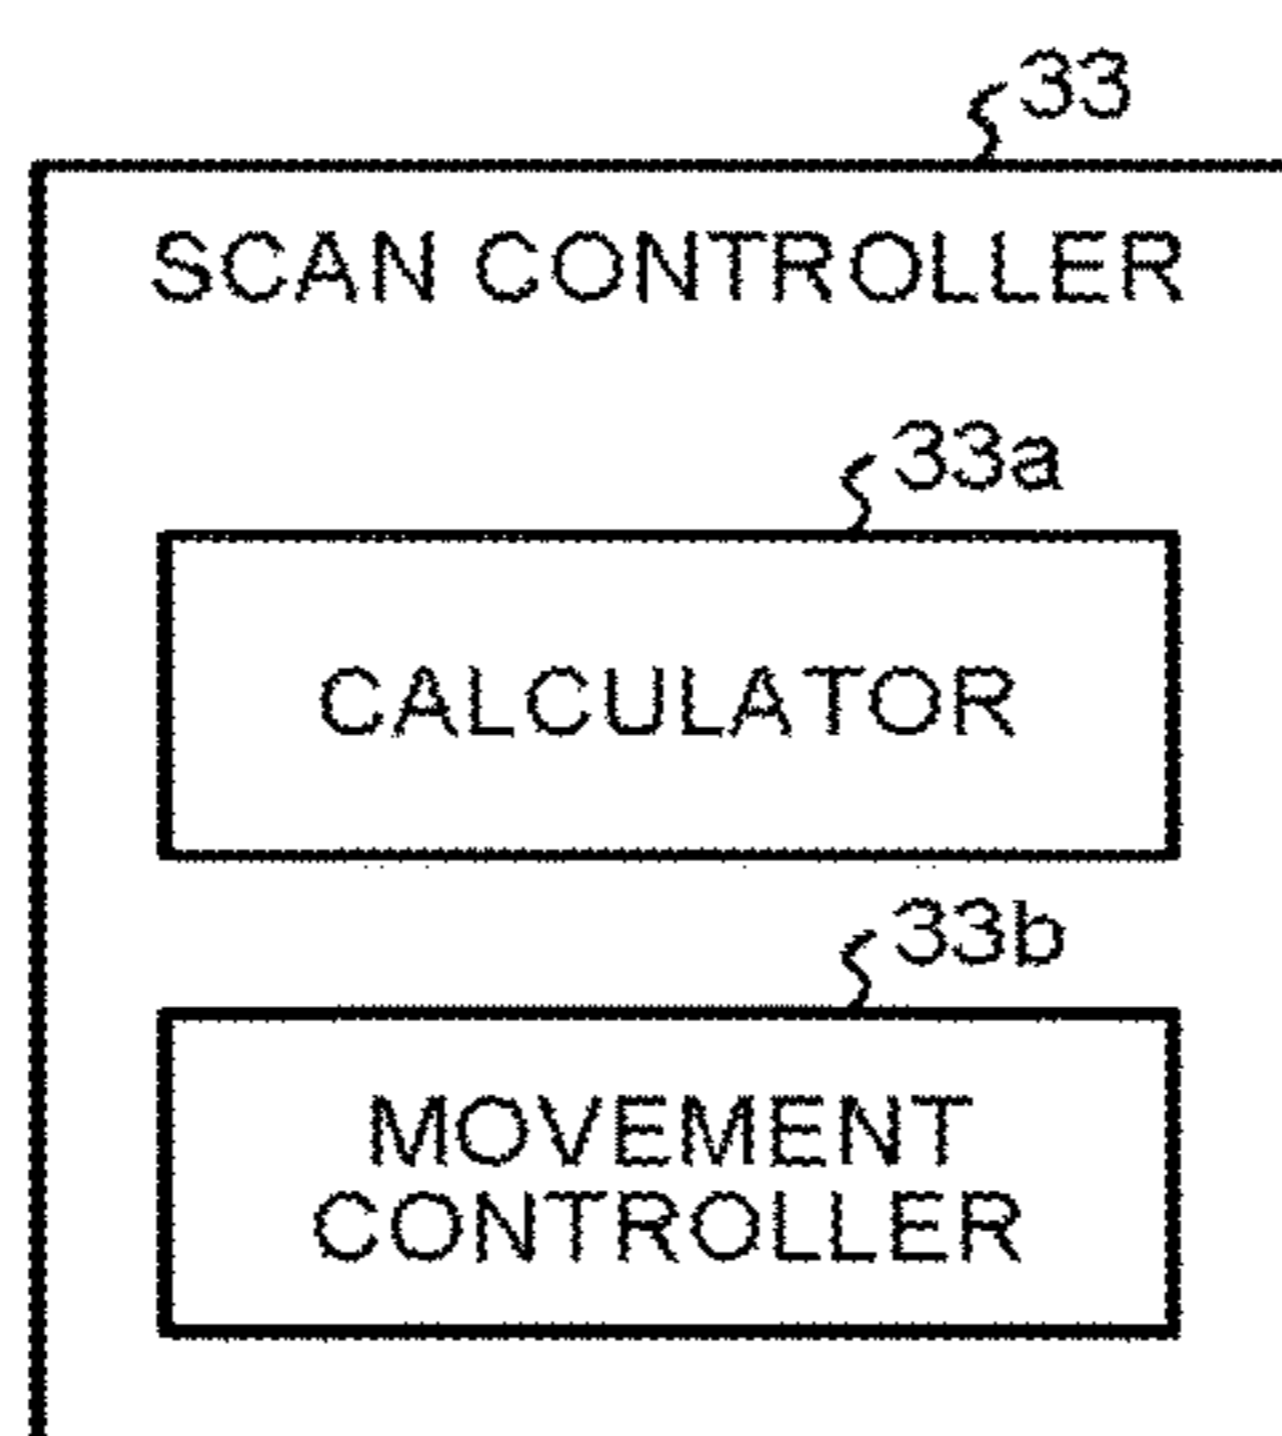 33
SCAN CONTROLLER
33a
CALCULATOR
33b
MOVEMENT
CONTROLLER